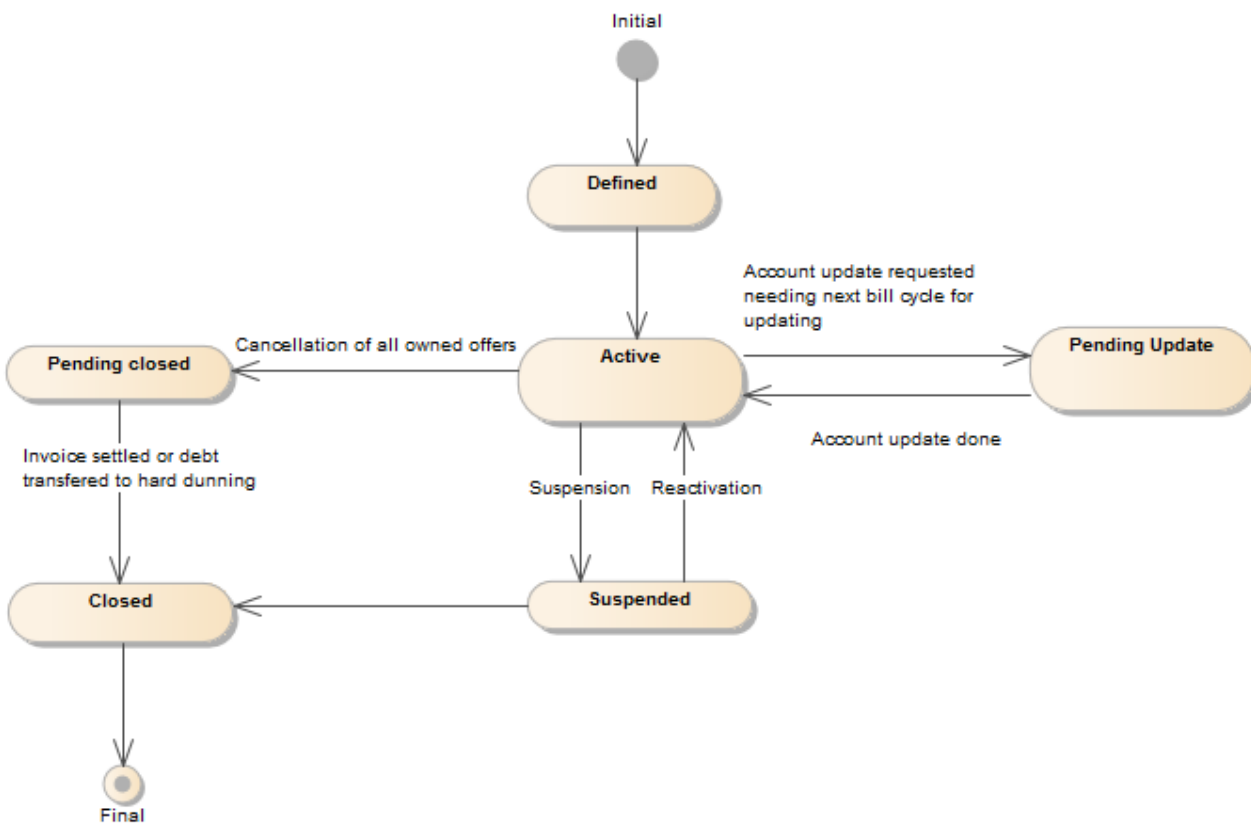 Initial
Defined
Account update requested
needing next bill cycle for
updating
Cancellation of all owned offers
Pending closed
Active
Pending Update
Account update done
Invoice settled or debt
transfered to hard dunning
Suspension
Reactivation
Closed
Suspended
Final